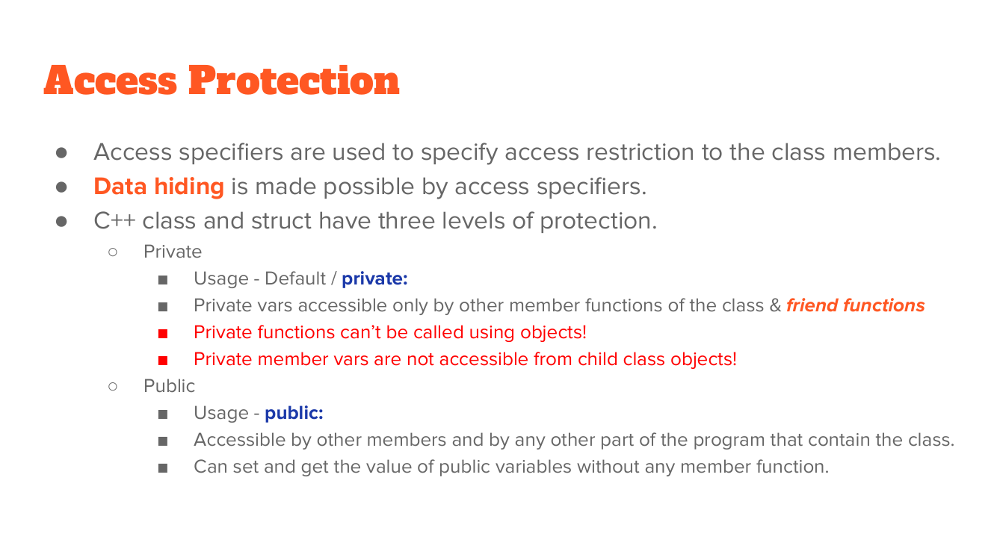 Access Protection
● Access specifiers are used to specify access restriction to the class members.
● Data hiding is made possible by access specifiers.
● C++ class and struct have three levels of protection.
○ Private
■ Usage - Default / private:
■ Private vars accessible only by other member functions of the class & friend functions
■ Private functions can’t be called using objects!
■ Private member vars are not accessible from child class objects!
○ Public
■ Usage - public:
■ Accessible by other members and by any other part of the program that contain the class.
■ Can set and get the value of public variables without any member function.